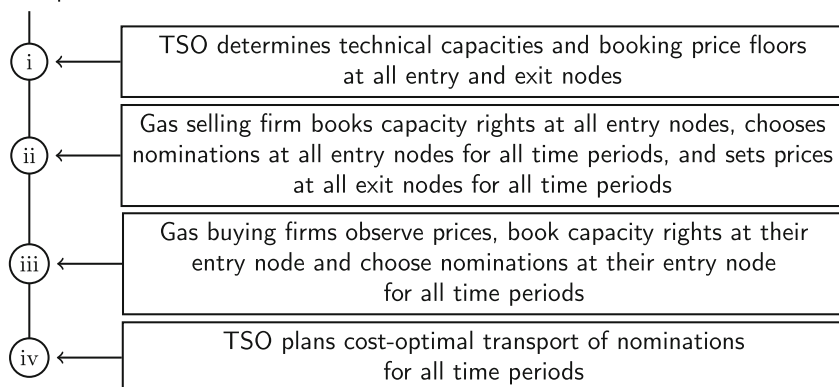 i
TSO determines technical capacities and booking price floors
at all entry and exit nodes
ii
Gas selling firm books capacity rights at all entry nodes, chooses
nominations at all entry nodes for all time periods, and sets prices
at all exit nodes for all time periods
iii
Gas buying firms observe prices, book capacity rights at their
entry node and choose nominations at their entry node
for all time periods
iv
TSO plans cost-optimal transport of nominations
for all time periods